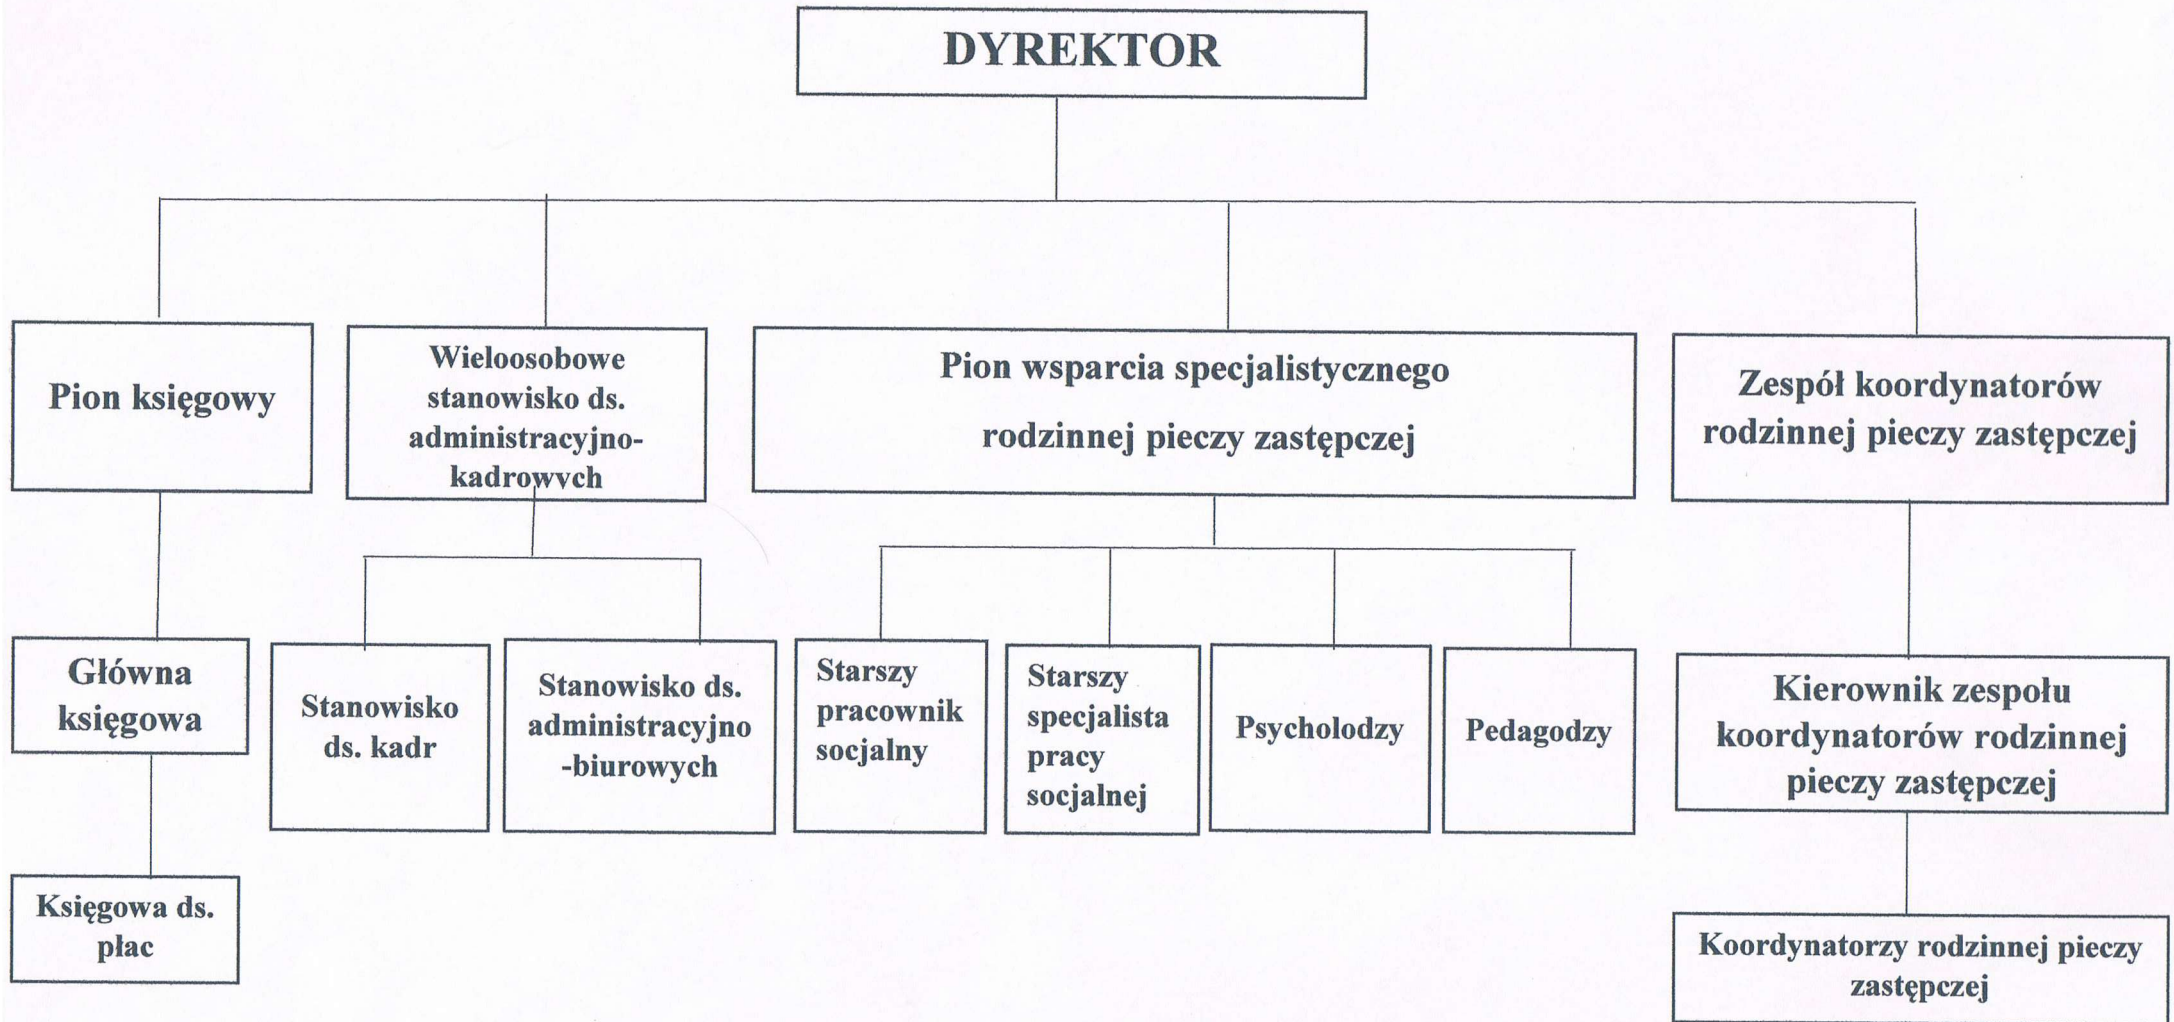 DYREKTOR
Pion księgowy
Wieloosobowe
stanowisko ds.
administracyjno-
kadrowych
Pion wsparcia specjalistycznego
rodzinnej pieczy zastępczej
Zespół koordynatorów
rodzinnej pieczy zastępczej
Główna
księgowa
Stanowisko
ds. kadr
Stanowisko ds.
administracyjno
-biurowych
Starszy
pracownik
socjalny
Starszy
specjalista
pracy
socjalnej
Psycholodzy
Pedagodzy
Kierownik zespołu
koordynatorów rodzinnej
pieczy zastępczej
Księgowa ds.
płac
Koordynatorzy rodzinnej pieczy
zastępczej